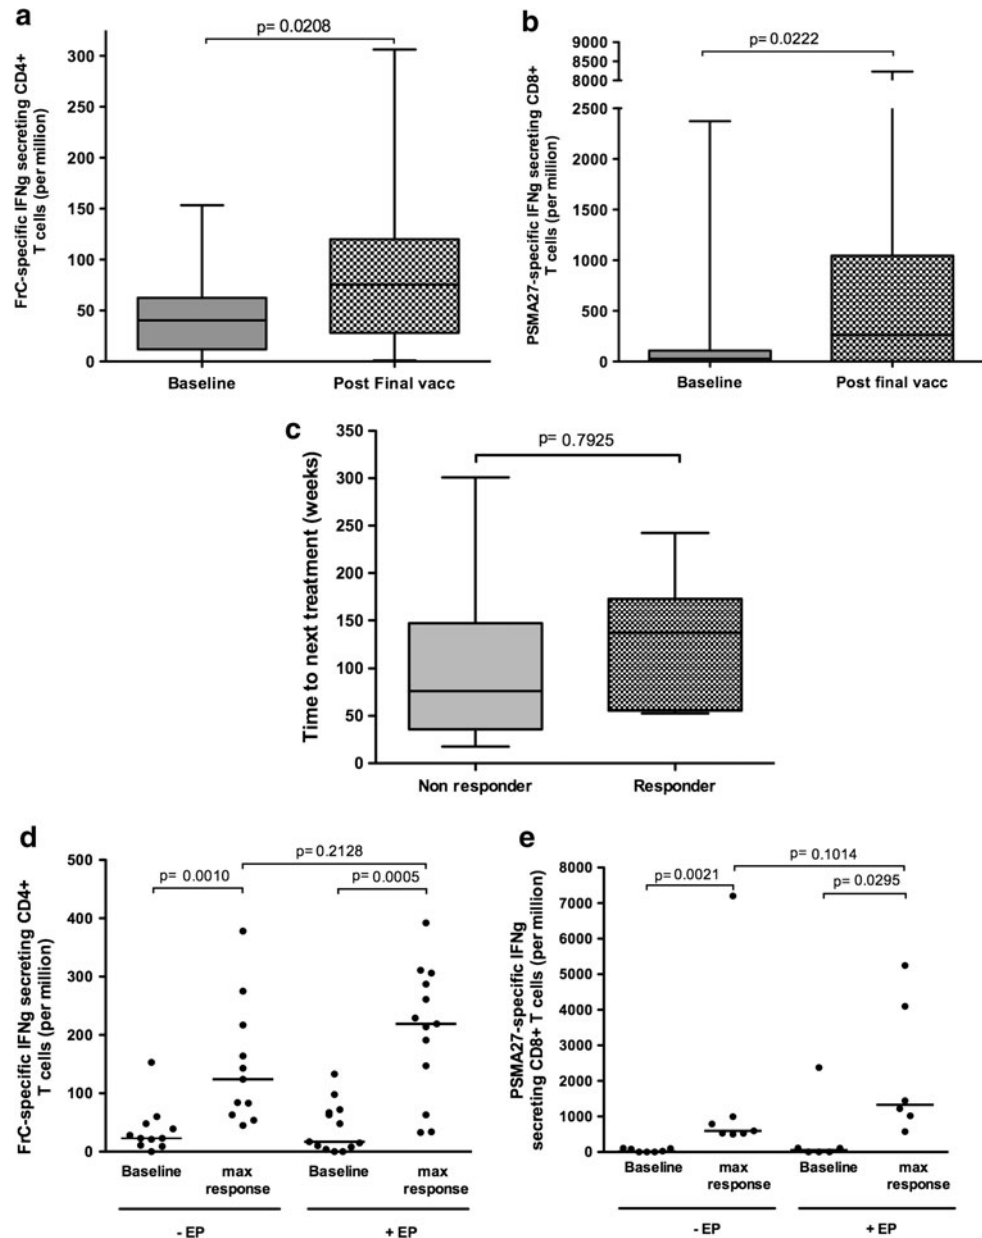 a
p= 0.0208
FrC-specific IFNg secreting CD4+
T cells (per million)
300
250
200
150
100
50
0
Baseline
Post Final vacc
b
p= 0.0222
PSMA27-specific IFNg secreting CD8+
T cells (per million)
9000
8500
8000
2500
2000
1500
1000
500
0
Baseline
Post final vacc
c
p= 0.7925
Time to next treatment (weeks)
350
300
250
200
150
100
50
0
Non responder
Responder
d
p= 0.2128
p= 0.0010
p= 0.0005
FrC-specific IFNg secreting CD4+
T cells (per million)
500
400
300
200
100
0
Baseline
max
response
Baseline
max
response
- EP
+ EP
e
p= 0.1014
p= 0.0021
p= 0.0295
PSMA27-specific IFNg
secreting CD8+ T cells (per million)
8000
7000
6000
5000
4000
3000
2000
1000
0
Baseline
max
response
Baseline
max
response
- EP
+ EP